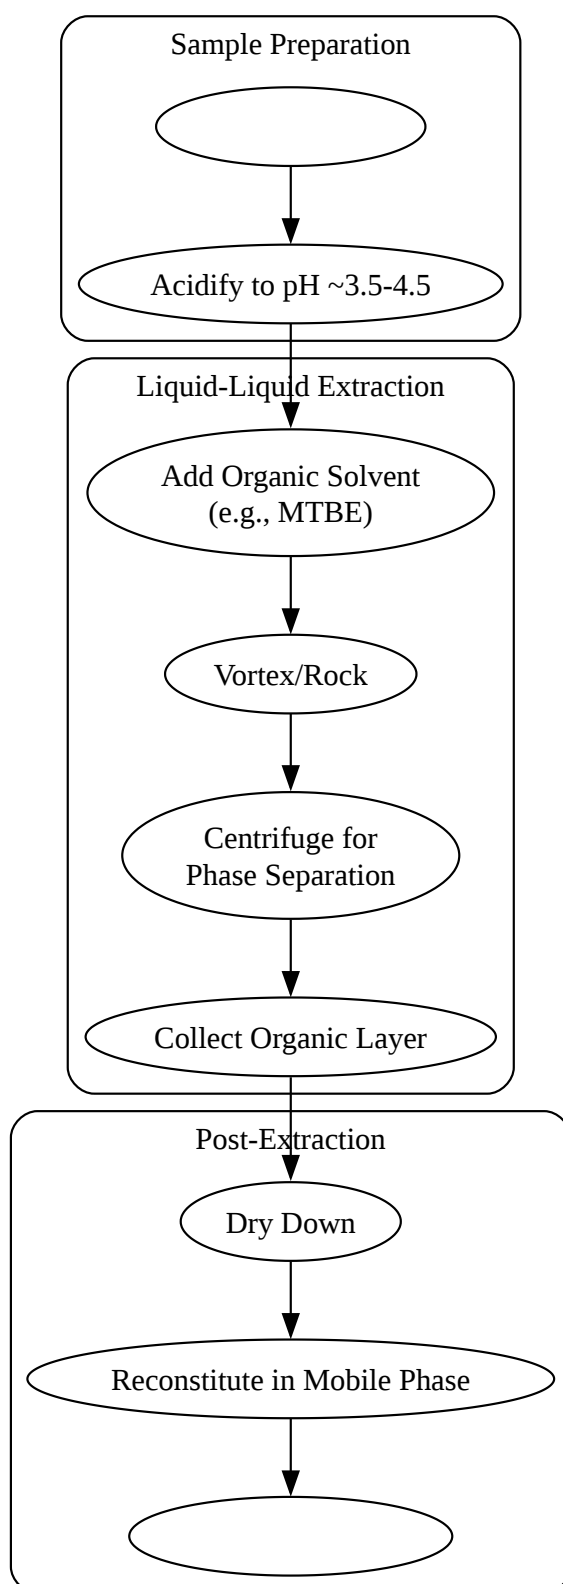 Sample Preparation
Acidify to pH ~3.5-4.5
Liquid-Liquid Extraction
Add Organic Solvent
(e.g., MTBE)
Vortex/Rock
Centrifuge for
Phase Separation
Collect Organic Layer
Post-Extraction
Dry Down
Reconstitute in Mobile Phase